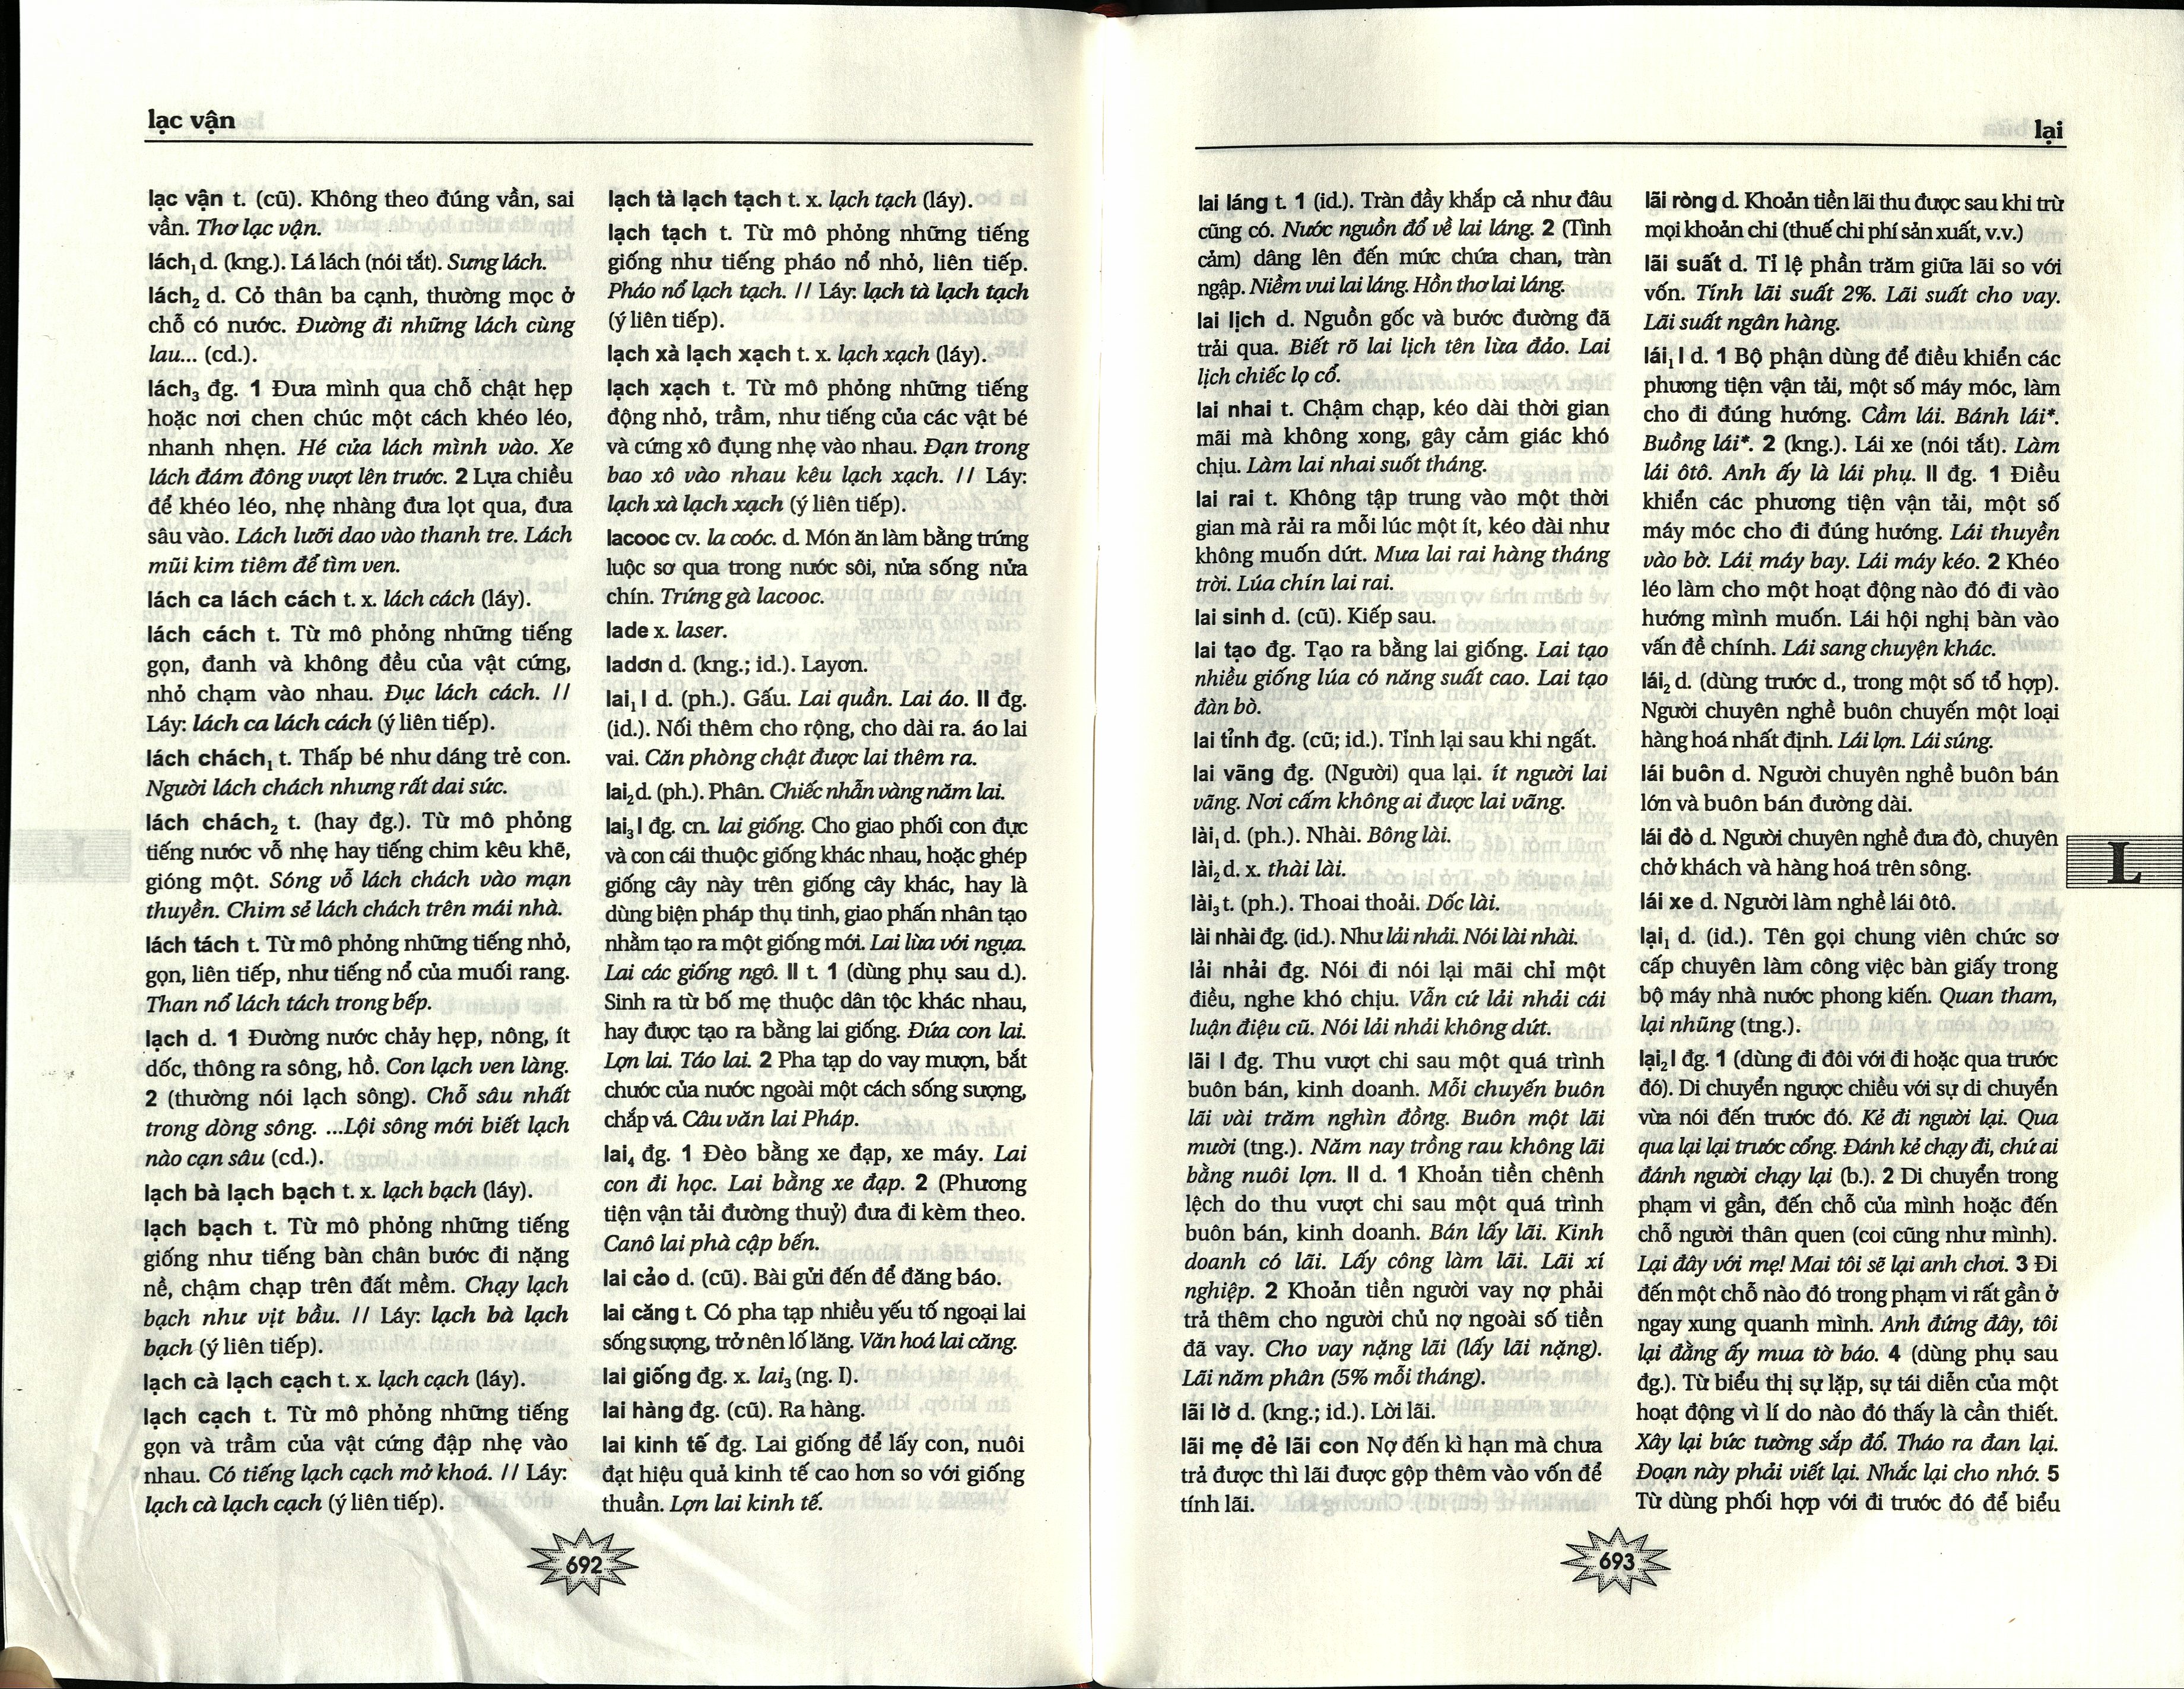 lạc vận
lạc vận t. (cũ). Không theo đúng vần, sai
vần. Thơ lạc vận.
lách₁ d. (kng.). Lá lách (nói tắt). Sưng lách.
lách₂ d. Cỏ thân ba cạnh, thường mọc ở
chỗ có nước. Đường đi những lách cùng
lau... (cd.).
lách₃ đg. 1 Đưa mình qua chỗ chật hẹp
hoặc nơi chen chúc một cách khéo léo,
nhanh nhẹn. Hé cửa lách mình vào. Xe
lách đám đông vượt lên trước. 2 Lựa chiều
để khéo léo, nhẹ nhàng đưa lọt qua, đưa
sâu vào. Lách lưỡi dao vào thanh tre. Lách
mũi kim tiêm để tìm ven.
lách ca lách cách t. x. lách cách (láy).
lách cách t. Từ mô phỏng những tiếng
gọn, đanh và không đều của vật cứng,
nhỏ chạm vào nhau. Đục lách cách. //
Láy: lách ca lách cách (ý liên tiếp).
lách chách₁ t. Thấp bé như dáng trẻ con.
Người lách chách nhưng rất dai sức.
lách chách₂ t. (hay đg.). Từ mô phỏng
tiếng nước vỗ nhẹ hay tiếng chim kêu khẽ,
gióng một. Sóng vỗ lách chách vào mạn
thuyền. Chim sẻ lách chách trên mái nhà.
lách tách t. Từ mô phỏng những tiếng nhỏ,
gọn, liên tiếp, như tiếng nổ của muối rang.
Than nổ lách tách trong bếp.
lạch d. 1 Đường nước chảy hẹp, nông, ít
dốc, thông ra sông, hồ. Con lạch ven làng.
2 (thường nói lạch sông). Chỗ sâu nhất
trong dòng sông. ...Lội sông mới biết lạch
nào cạn sâu (cd.).
lạch bà lạch bạch t. x. lạch bạch (láy).
lạch bạch t. Từ mô phỏng những tiếng
giống như tiếng bàn chân bước đi nặng
nề, chậm chạp trên đất mềm. Chạy lạch
bạch như vịt bầu. // Láy: lạch bà lạch
bạch (ý liên tiếp).
lạch cà lạch cạch t. x. lạch cạch (láy).
lạch cạch t. Từ mô phỏng những tiếng
gọn và trầm của vật cứng đập nhẹ vào
nhau. Có tiếng lạch cạch mở khoá. // Láy:
lạch cà lạch cạch (ý liên tiếp).
lạch tà lạch tạch t. x. lạch tạch (láy).
lạch tạch t. Từ mô phỏng những tiếng
giống như tiếng pháo nổ nhỏ, liên tiếp.
Pháo nổ lạch tạch. // Láy: lạch tà lạch tạch
(ý liên tiếp).
lạch xà lạch xạch t. x. lạch xạch (láy).
lạch xạch t. Từ mô phỏng những tiếng
động nhỏ, trầm, như tiếng của các vật bé
và cứng xô đụng nhẹ vào nhau. Đạn trong
bao xô vào nhau kêu lạch xạch. // Láy:
lạch xà lạch xạch (ý liên tiếp).
lacooc cv. la coóc. d. Món ăn làm bằng trứng
luộc sơ qua trong nước sôi, nửa sống nửa
chín. Trứng gà lacooc.
lade x. laser.
ladơn d. (kng.; id.). Layơn.
lai₁ I d. (ph.). Gấu. Lai quần. Lai áo. II đg.
(id.). Nối thêm cho rộng, cho dài ra. áo lai
vai. Căn phòng chật được lai thêm ra.
lai₂ d. (ph.). Phân. Chiếc nhẫn vàng năm lai.
lai₃ I đg. cn. lai giống. Cho giao phối con đực
và con cái thuộc giống khác nhau, hoặc ghép
giống cây này trên giống cây khác, hay là
dùng biện pháp thụ tinh, giao phấn nhân tạo
nhằm tạo ra một giống mới. Lai lừa với ngựa.
Lai các giống ngô. II t. 1 (dùng phụ sau d.).
Sinh ra từ bố mẹ thuộc dân tộc khác nhau,
hay được tạo ra bằng lai giống. Đứa con lai.
Lợn lai. Táo lai. 2 Pha tạp do vay mượn, bắt
chước của nước ngoài một cách sống sượng,
chắp vá. Câu văn lai Pháp.
lai₄ đg. 1 Đèo bằng xe đạp, xe máy. Lai
con đi học. Lai bằng xe đạp. 2 (Phương
tiện vận tải đường thuỷ) đưa đi kèm theo.
Canô lai phà cập bến.
lai cảo d. (cũ). Bài gửi đến để đăng báo.
lai căng t. Có pha tạp nhiều yếu tố ngoại lai
sống sượng, trở nên lố lăng. Văn hoá lai căng.
lai giống đg. x. lai₃ (ng. I).
lai hàng đg. (cũ). Ra hàng.
lai kinh tế đg. Lai giống để lấy con, nuôi
đạt hiệu quả kinh tế cao hơn so với giống
thuần. Lợn lai kinh tế.
692
lại
lai láng t. 1 (id.). Tràn đầy khắp cả như đâu
cũng có. Nước nguồn đổ về lai láng. 2 (Tình
cảm) dâng lên đến mức chứa chan, tràn
ngập. Niềm vui lai láng. Hồn thơ lai láng.
lai lịch d. Nguồn gốc và bước đường đã
trải qua. Biết rõ lai lịch tên lừa đảo. Lai
lịch chiếc lọ cổ.
lai nhai t. Chậm chạp, kéo dài thời gian
mãi mà không xong, gây cảm giác khó
chịu. Làm lai nhai suốt tháng.
lai rai t. Không tập trung vào một thời
gian mà rải ra mỗi lúc một ít, kéo dài như
không muốn dứt. Mưa lai rai hàng tháng
trời. Lúa chín lai rai.
lai sinh d. (cũ). Kiếp sau.
lai tạo đg. Tạo ra bằng lai giống. Lai tạo
nhiều giống lúa có năng suất cao. Lai tạo
đàn bò.
lai tỉnh đg. (cũ; id.). Tỉnh lại sau khi ngất.
lai vãng đg. (Người) qua lại. ít người lai
vãng. Nơi cấm không ai được lai vãng.
lài₁ d. (ph.). Nhài. Bông lài.
lài₂ d. x. thài lài.
lài₃ t. (ph.). Thoai thoải. Dốc lài.
lài nhài đg. (id.). Như lải nhải. Nói lài nhài.
lải nhải đg. Nói đi nói lại mãi chỉ một
điều, nghe khó chịu. Vẫn cứ lải nhải cái
luận điệu cũ. Nói lải nhải không dứt.
lãi I đg. Thu vượt chi sau một quá trình
buôn bán, kinh doanh. Mỗi chuyến buôn
lãi vài trăm nghìn đồng. Buôn một lãi
mười (tng.). Năm nay trồng rau không lãi
bằng nuôi lợn. II d. 1 Khoản tiền chênh
lệch do thu vượt chi sau một quá trình
buôn bán, kinh doanh. Bán lấy lãi. Kinh
doanh có lãi. Lấy công làm lãi. Lãi xí
nghiệp. 2 Khoản tiền người vay nợ phải
trả thêm cho người chủ nợ ngoài số tiền
đã vay. Cho vay nặng lãi (lấy lãi nặng).
Lãi năm phân (5% mỗi tháng).
lãi lờ d. (kng.; id.). Lời lãi.
lãi mẹ đẻ lãi con Nợ đến kì hạn mà chưa
trả được thì lãi được gộp thêm vào vốn để
tính lãi.
lãi ròng d. Khoản tiền lãi thu được sau khi trừ
mọi khoản chi (thuế chi phí sản xuất, v.v.)
lãi suất d. Tỉ lệ phần trăm giữa lãi so với
vốn. Tính lãi suất 2%. Lãi suất cho vay.
Lãi suất ngân hàng.
lái₁ I d. 1 Bộ phận dùng để điều khiển các
phương tiện vận tải, một số máy móc, làm
cho đi đúng hướng. Cầm lái. Bánh lái*.
Buồng lái*. 2 (kng.). Lái xe (nói tắt). Làm
lái ôtô. Anh ấy là lái phụ. II đg. 1 Điều
khiển các phương tiện vận tải, một số
máy móc cho đi đúng hướng. Lái thuyền
vào bờ. Lái máy bay. Lái máy kéo. 2 Khéo
léo làm cho một hoạt động nào đó đi vào
hướng mình muốn. Lái hội nghị bàn vào
vấn đề chính. Lái sang chuyện khác.
lái₂ d. (dùng trước d., trong một số tổ hợp).
Người chuyên nghề buôn chuyến một loại
hàng hoá nhất định. Lái lợn. Lái súng.
lái buôn d. Người chuyên nghề buôn bán
lớn và buôn bán đường dài.
lái đò d. Người chuyên nghề đưa đò, chuyên
chở khách và hàng hoá trên sông.
lái xe d. Người làm nghề lái ôtô.
lại₁ d. (id.). Tên gọi chung viên chức sơ
cấp chuyên làm công việc bàn giấy trong
bộ máy nhà nước phong kiến. Quan tham,
lại nhũng (tng.).
lại₂ I đg. 1 (dùng đi đôi với đi hoặc qua trước
đó). Di chuyển ngược chiều với sự di chuyển
vừa nói đến trước đó. Kẻ đi người lại. Qua
qua lại lại trước cổng. Đánh kẻ chạy đi, chứ ai
đánh người chạy lại (b.). 2 Di chuyển trong
phạm vi gần, đến chỗ của mình hoặc đến
chỗ người thân quen (coi cũng như mình).
Lại đây với mẹ! Mai tôi sẽ lại anh chơi. 3 Đi
đến một chỗ nào đó trong phạm vi rất gần ở
ngay xung quanh mình. Anh đứng đây, tôi
lại đằng ấy mua tờ báo. 4 (dùng phụ sau
đg.). Từ biểu thị sự lặp, sự tái diễn của một
hoạt động vì lí do nào đó thấy là cần thiết.
Xây lại bức tường sắp đổ. Tháo ra đan lại.
Đoạn này phải viết lại. Nhắc lại cho nhớ. 5
Từ dùng phối hợp với đi trước đó để biểu
L
693